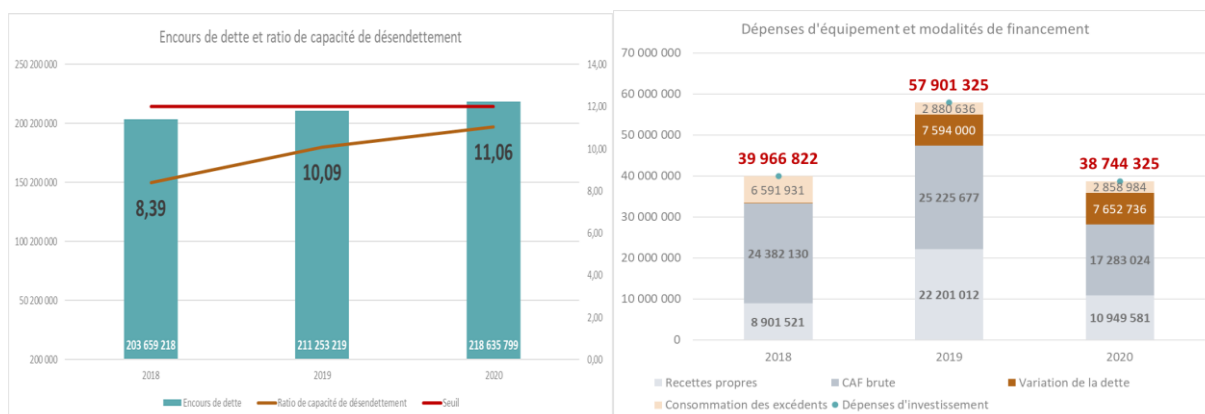 Encours de dette et ratio de capacité de désendettement
250 200 000
200 200 000
150 200 000
100 200 000
50 200 000
200 000
14,00
12,00
10,00
8,00
6,00
4,00
2,00
0,00
8,39
10,09
11,06
203 659 218
211 253 219
218 635 799
2018
2019
2020
Encours de dette
Ratio de capacité de désendettement
Seuil
Dépenses d'équipement et modalités de financement
70 000 000
60 000 000
50 000 000
40 000 000
30 000 000
20 000 000
10 000 000
0
39 966 822
6 591 931
24 382 130
8 901 521
57 901 325
2 880 636
7 594 000
25 225 677
22 201 012
38 744 325
2 858 984
7 652 736
17 283 024
10 949 581
2018
2019
2020
Recettes propres
CAF brute
Variation de la dette
Consommation des excédents
Dépenses d'investissement